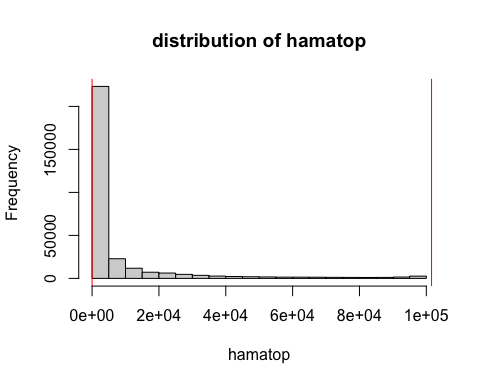 distribution of hamatop
Frequency
150000
50000
0
0e+00 2e+04 4e+04 6e+04 8e+04 1e+05
hamatop